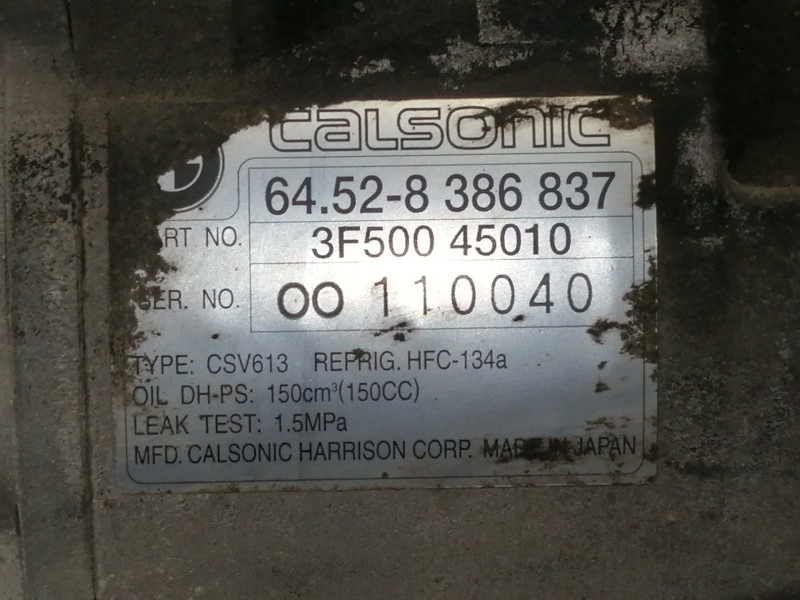 CALSONIC
64.52-8 386 837
PART NO. 3F500 45010
SER. NO. OO 110040
TYPE: CSV613 REFRIG. HFC-134a
OIL DH-PS: 150cm³(150CC)
LEAK TEST: 1.5MPa
MFD. CALSONIC HARRISON CORP. MADE IN JAPAN